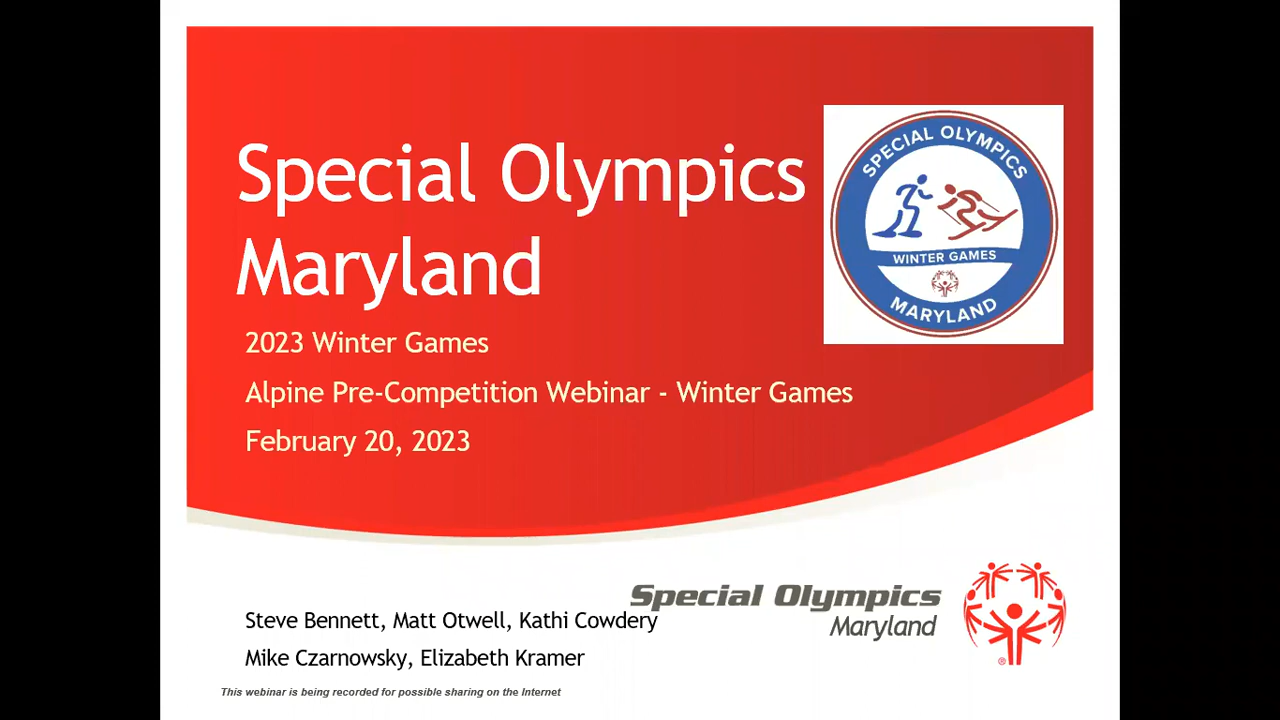 Special Olympics
Maryland
SPECIAL OLYMPICS
WINTER GAMES
MARYLAND
2023 Winter Games
Alpine Pre-Competition Webinar - Winter Games
February 20, 2023
Special Olympics
Maryland
®
Steve Bennett, Matt Otwell, Kathi Cowdery
Mike Czarnowsky, Elizabeth Kramer
This webinar is being recorded for possible sharing on the Internet